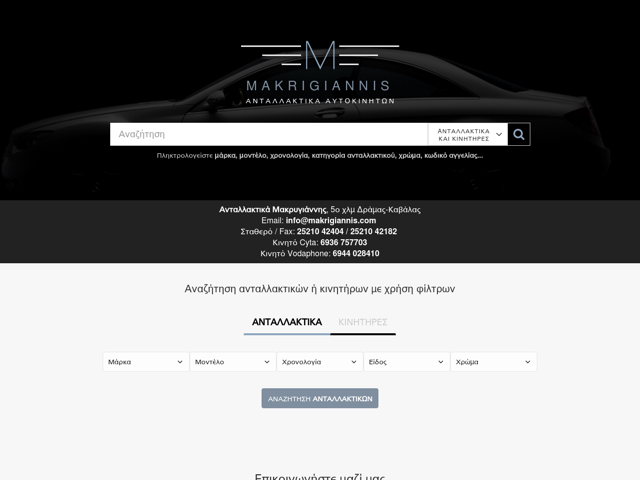 MAKRIGIANNIS
ΑΝΤΑΛΛΑΚΤΙΚΑ ΑΥΤΟΚΙΝΗΤΩΝ
Αναζήτηση
ΑΝΤΑΛΛΑΚΤΙΚΑ
ΚΑΙ ΚΙΝΗΤΗΡΕΣ
Πληκτρολογείστε μάρκα, μοντέλο, χρονολογία, κατηγορία ανταλλακτικού, χρώμα, κωδικό αγγελίας...
Ανταλλακτικά Μακρυγιάννης, 5ο χλμ Δράμας-Καβάλας
Email: info@makrigiannis.com
Σταθερό / Fax: 25210 42404 / 25210 42182
Κινητό Cyta: 6936 757703
Κινητό Vodaphone: 6944 028410
Αναζήτηση ανταλλακτικών ή κινητήρων με χρήση φίλτρων
ΑΝΤΑΛΛΑΚΤΙΚΑ ΚΙΝΗΤΗΡΕΣ
Μάρκα Μοντέλο Χρονολογία Είδος Χρώμα
ΑΝΑΖΗΤΗΣΗ ΑΝΤΑΛΛΑΚΤΙΚΩΝ
Επικοινωνήστε μαζί μας